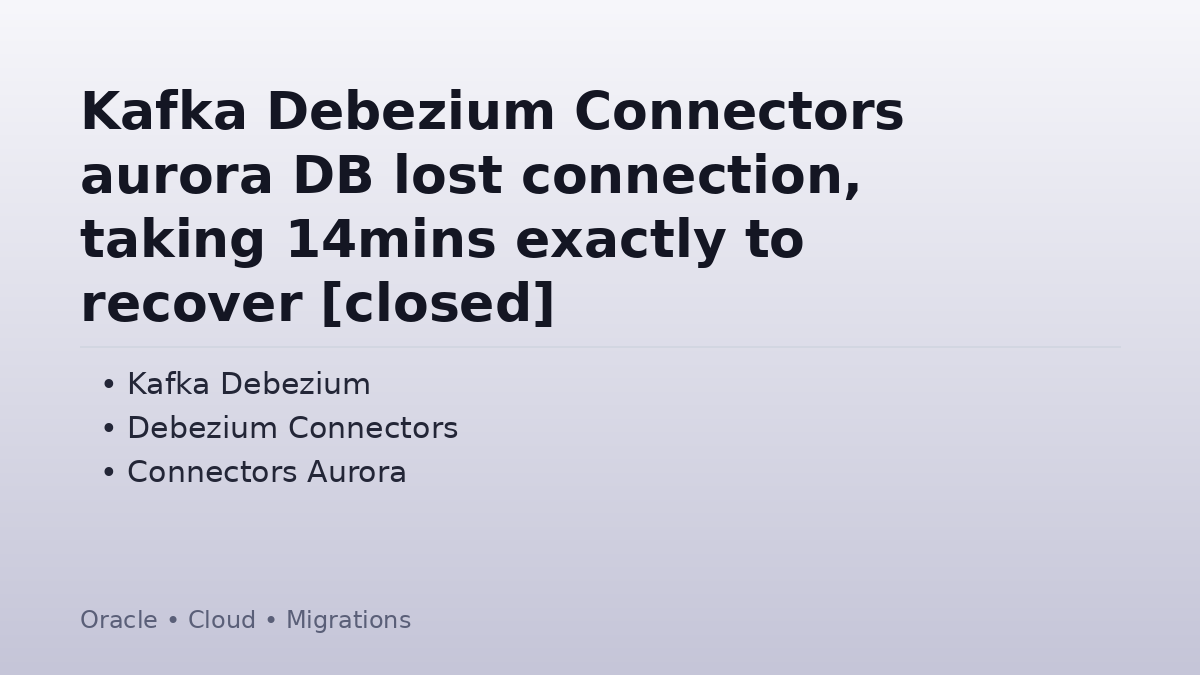 Kafka Debezium Connectors
aurora DB lost connection,
taking 14mins exactly to
recover [closed]
• Kafka Debezium
• Debezium Connectors
• Connectors Aurora
Oracle • Cloud • Migrations